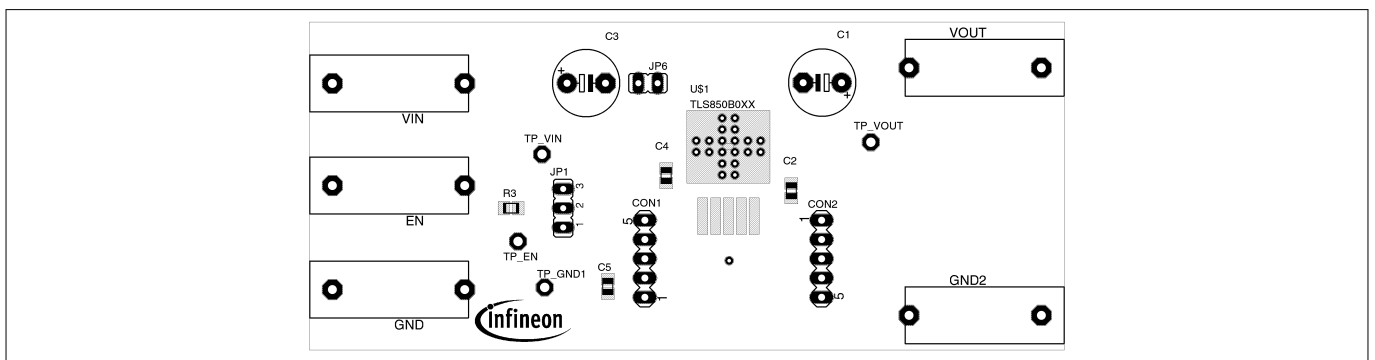 C3
C1
VOUT
+
JP6
U$1
TLS850B0XX
+
VIN
TP_VIN
TP_VOUT
C4
C2
JP1
3
R3
2
CON1
CON2
EN
5
1
1
TP_EN
TP_GND1
C5
GND2
1
5
GND
infineon